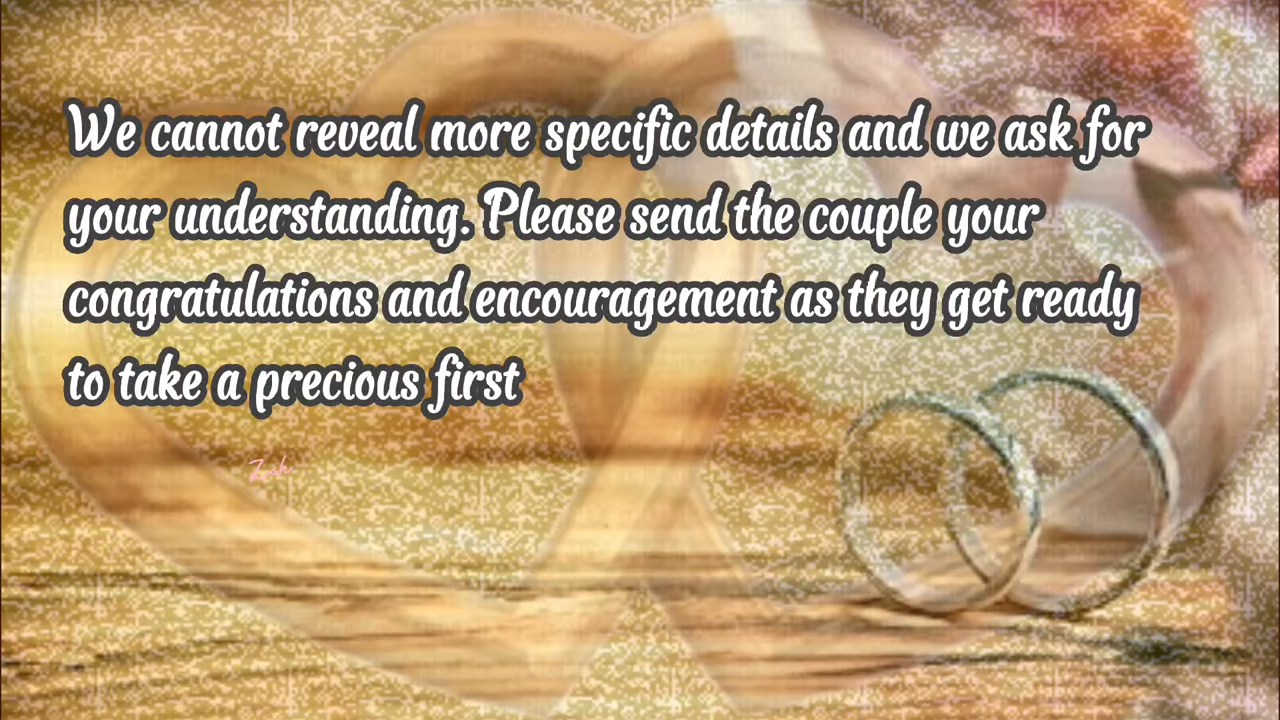 We cannot reveal more specific details and we ask for
your understanding. Please send the couple your
congratulations and encouragement as they get ready
to take a precious first